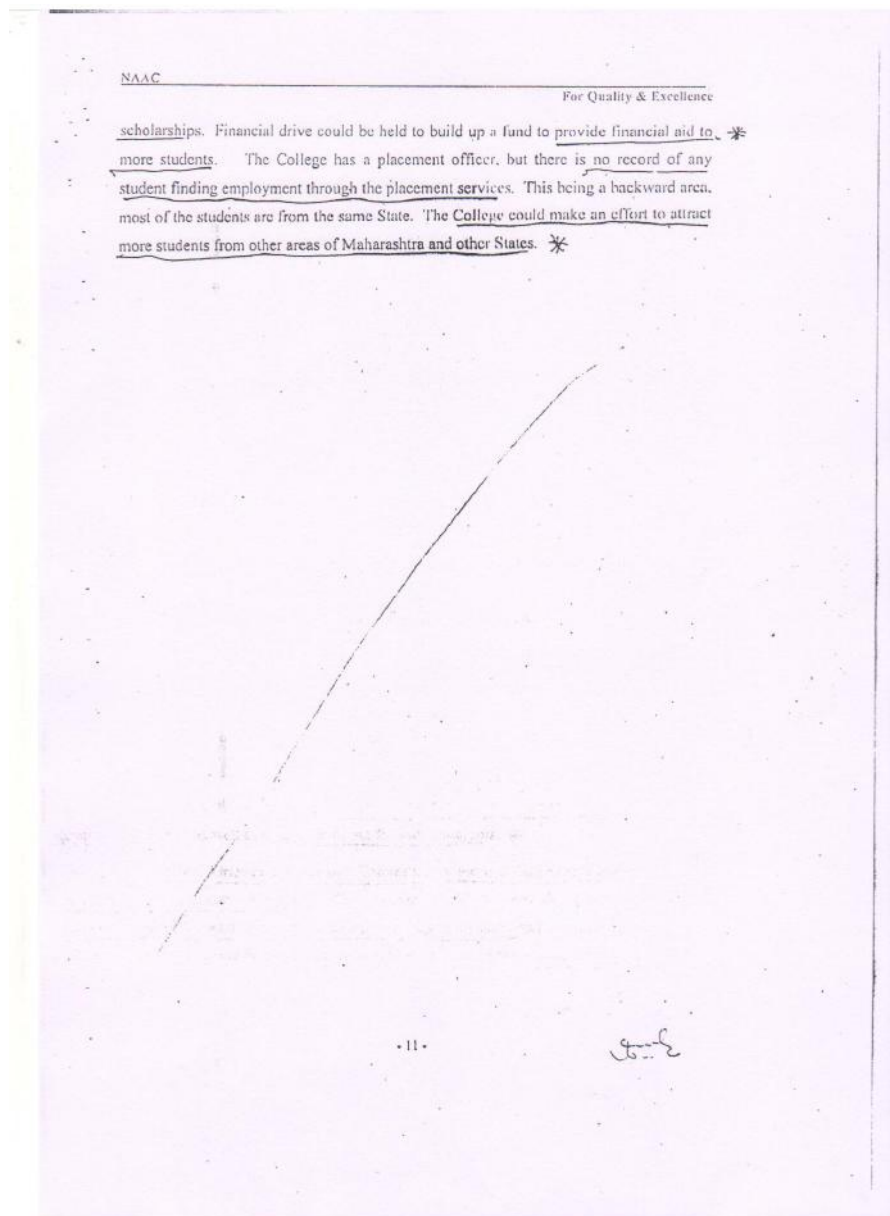 NAAC
For Quality & Excellence
scholarships. Financial drive could be held to build up a fund to provide financial aid to
more students. The College has a placement officer, but there is no record of any
student finding employment through the placement services. This being a backward area,
most of the students are from the same State. The College could make an effort to attract
more students from other areas of Maharashtra and other States.
- 11 -